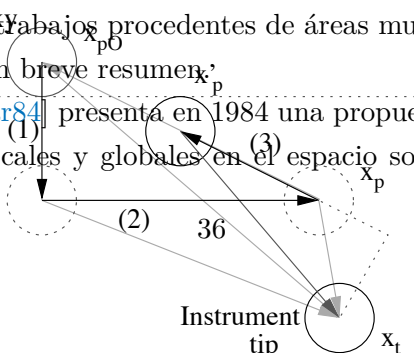 trabajos procedentes de áreas mu
x_pO
n breve resumen.
x'_p
r84] presenta en 1984 una propue
(1)
(3)
cales y globales en el espacio so
x_p
(2)
36
Instrument
tip
x_t